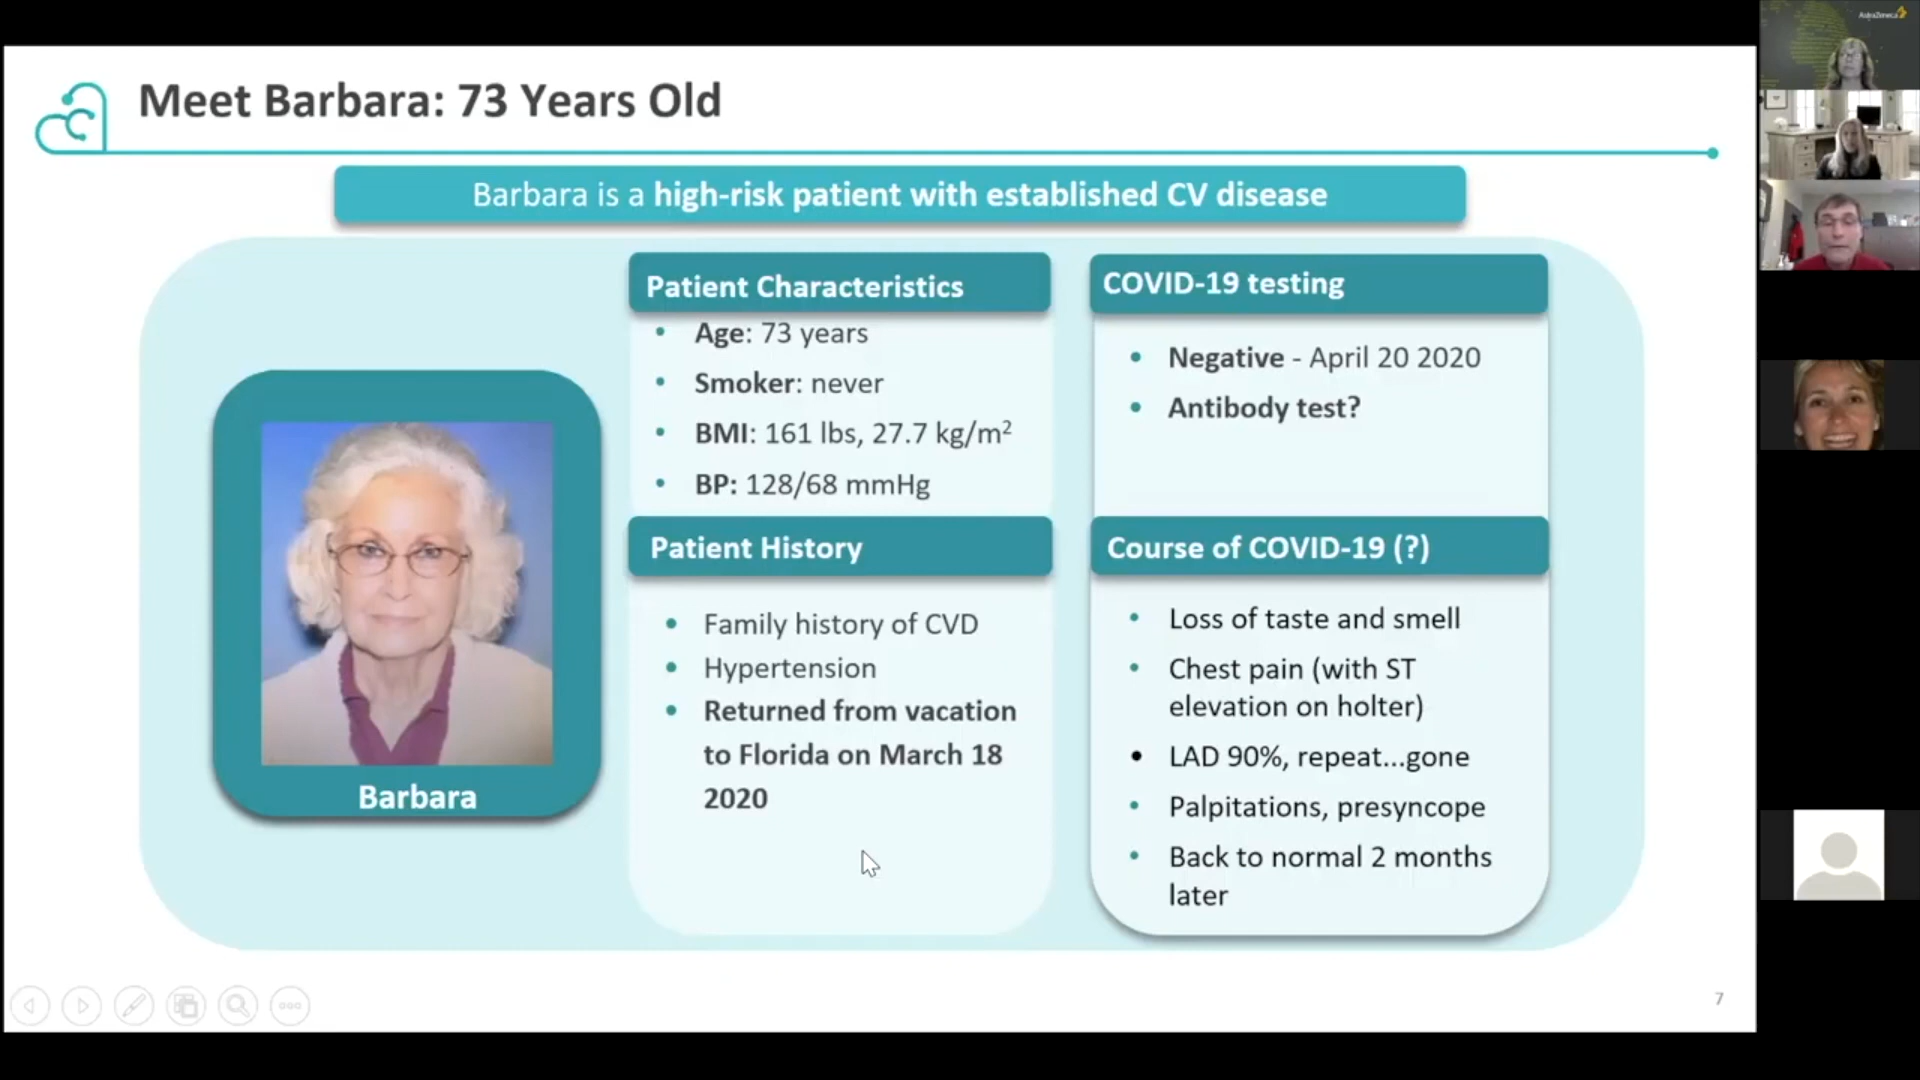 AstraZeneca
Meet Barbara: 73 Years Old
Barbara is a high-risk patient with established CV disease
Patient Characteristics
• Age: 73 years
• Smoker: never
• BMI: 161 lbs, 27.7 kg/m²
• BP: 128/68 mmHg
Patient History
• Family history of CVD
• Hypertension
• Returned from vacation
to Florida on March 18
2020
COVID-19 testing
• Negative - April 20 2020
• Antibody test?
Course of COVID-19 (?)
• Loss of taste and smell
• Chest pain (with ST
elevation on holter)
• LAD 90%, repeat...gone
• Palpitations, presyncope
• Back to normal 2 months
later
Barbara
7